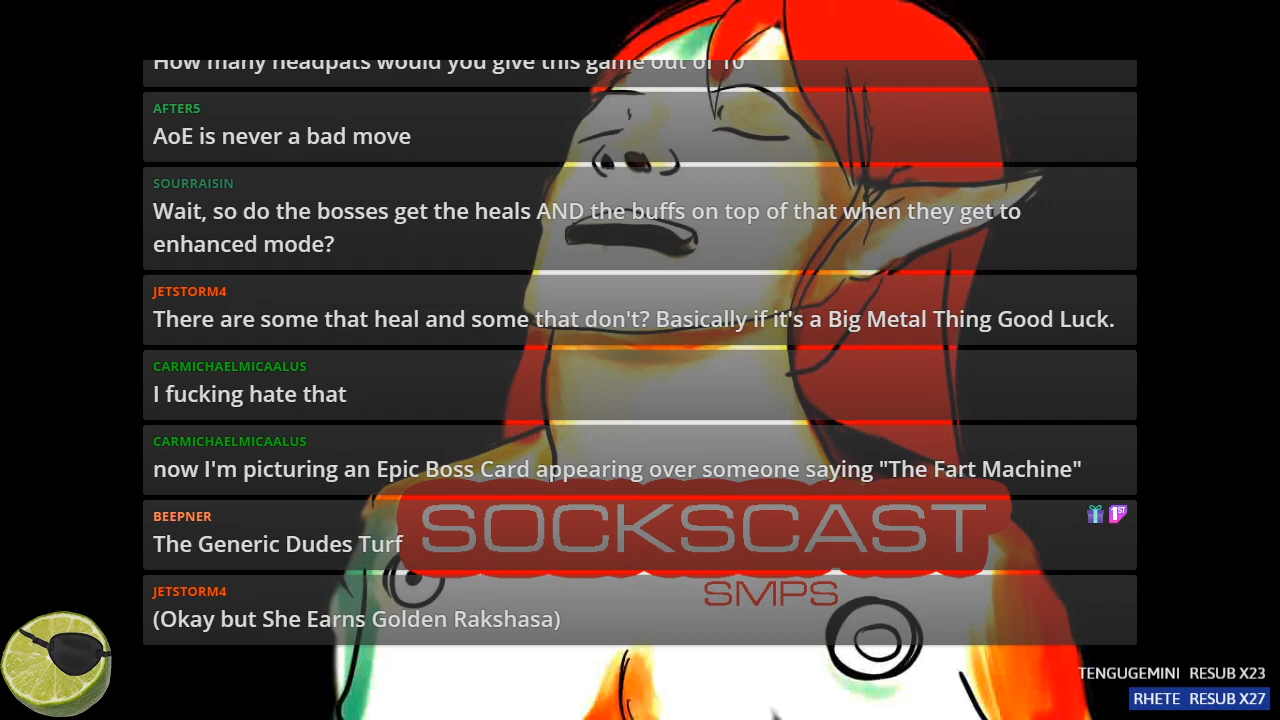 How many headpats would you give this game out of 10
AFTER5
AoE is never a bad move
SOURRAISIN
Wait, so do the bosses get the heals AND the buffs on top of that when they get to
enhanced mode?
JETSTORM4
There are some that heal and some that don't? Basically if it's a Big Metal Thing Good Luck.
CARMICHAELMICAALUS
I fucking hate that
CARMICHAELMICAALUS
now I'm picturing an Epic Boss Card appearing over someone saying "The Fart Machine"
BEEPNER
1ST
The Generic Dudes Turf
SOCKSCAST
SMPS
JETSTORM4
(Okay but She Earns Golden Rakshasa)
TENGUGEMINI RESUB X23
RHETE RESUB X27